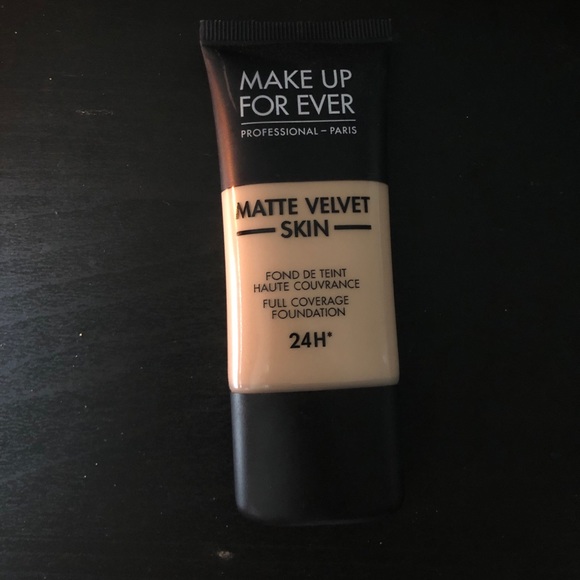 MAKE UP
FOR EVER
PROFESSIONAL – PARIS
MATTE VELVET
SKIN
FOND DE TEINT
HAUTE COUVRANCE
FULL COVERAGE
FOUNDATION
24H*